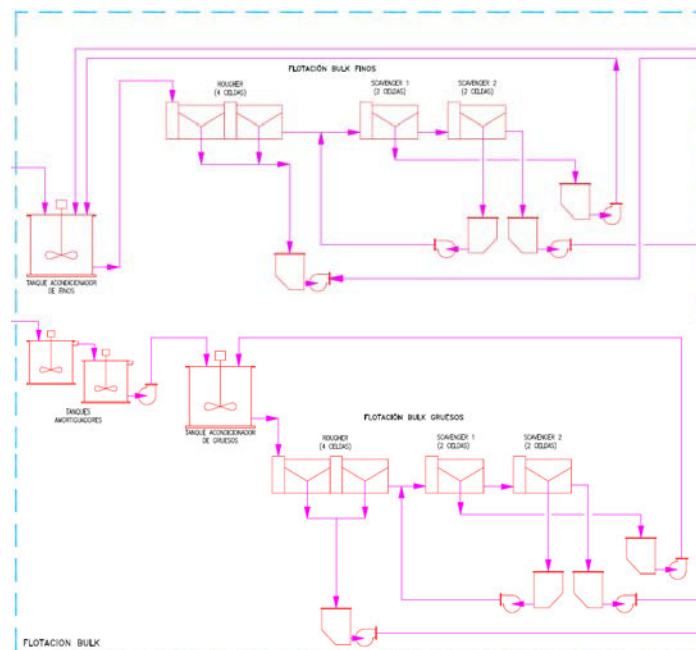 FLOTACIÓN BULK FINOS
ROUGHER
(4 CELDAS)
SCAVENGER 1
(2 CELDAS)
SCAVENGER 2
(2 CELDAS)
TANQUE ACONDICIONADOR
DE FINOS
TANQUES
AMORTIGUADORES
TANQUE ACONDICIONADOR
DE GRUESOS
FLOTACIÓN BULK GRUESOS
ROUGHER
(4 CELDAS)
SCAVENGER 1
(2 CELDAS)
SCAVENGER 2
(2 CELDAS)
FLOTACION BULK